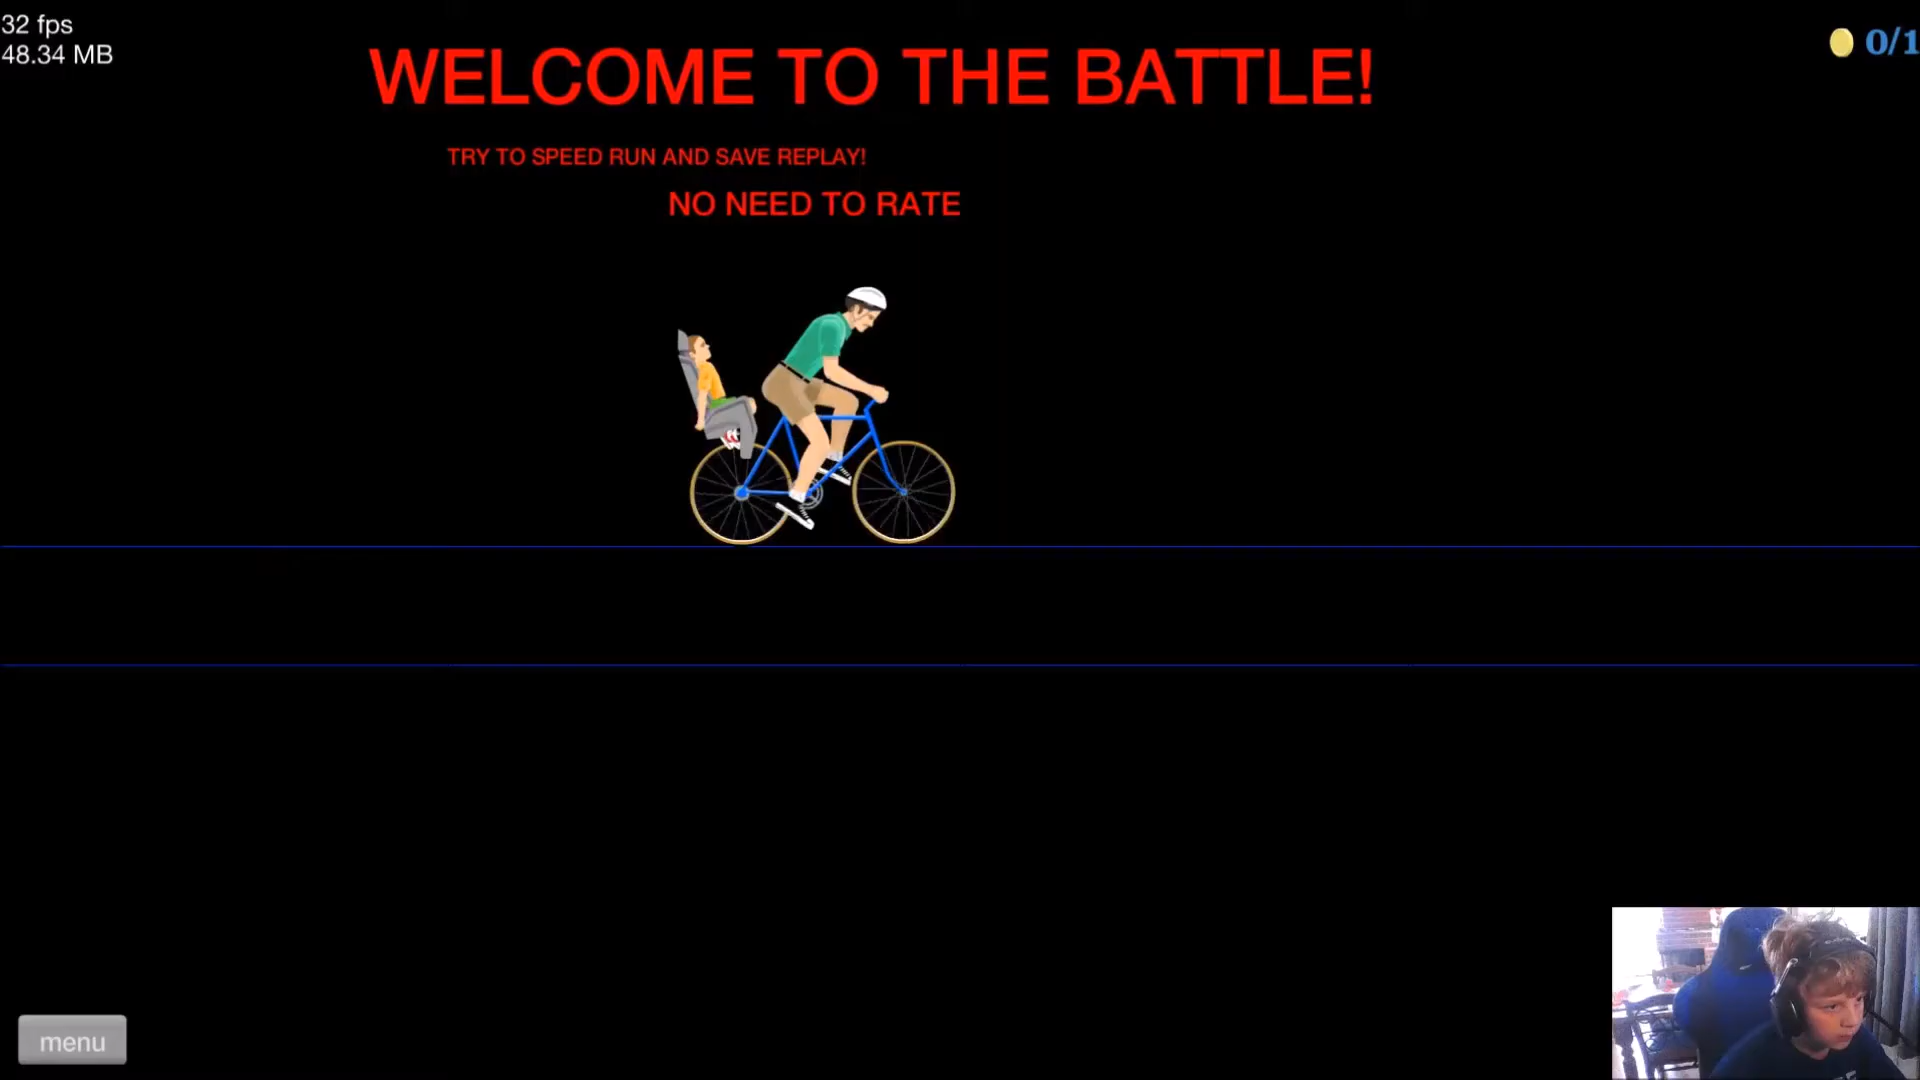 32 fps
48.34 MB
0/1
WELCOME TO THE BATTLE!
TRY TO SPEED RUN AND SAVE REPLAY!
NO NEED TO RATE
menu